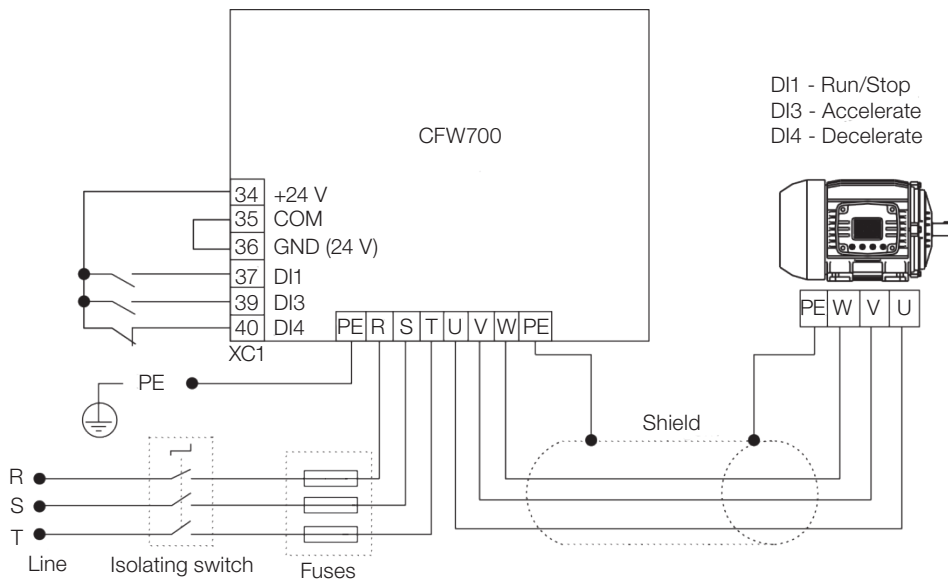 DI1 - Run/Stop
DI3 - Accelerate
DI4 - Decelerate
CFW700
34 +24 V
35 COM
36 GND (24 V)
37 DI1
39 DI3
40 DI4
XC1
PE R S T U V W PE
PE W V U
PE
Shield
R
S
T
Line
Isolating switch
Fuses